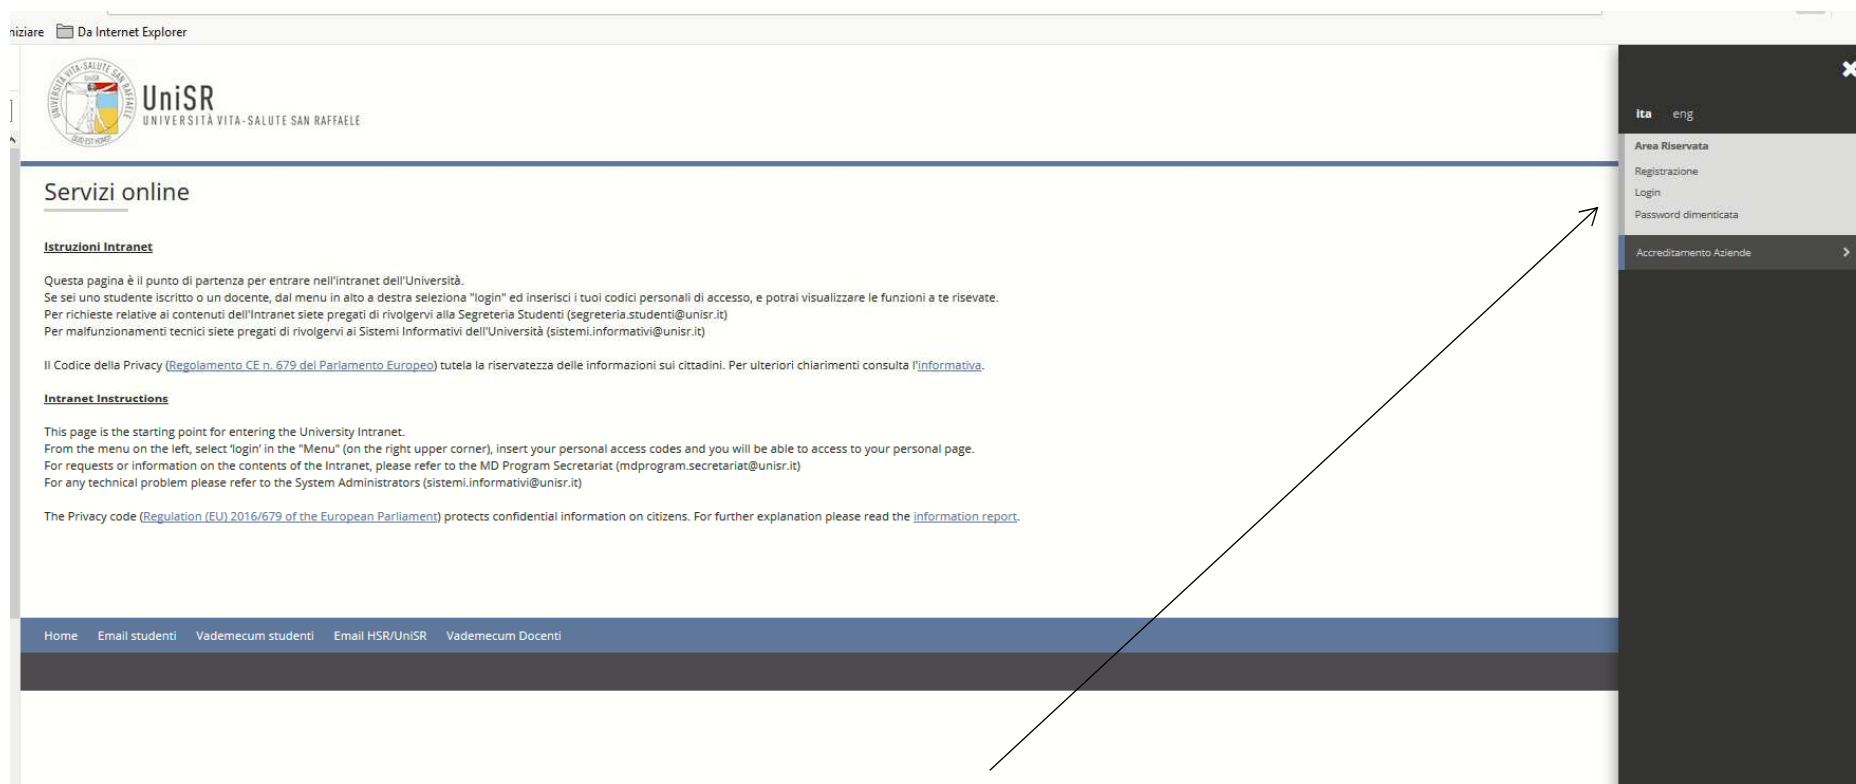 niziare Da Internet Explorer
UNIVERSITÀ VITA-SALUTE SAN RAFFAELE
UniSR
QUID EST HOMO?
UniSR
UNIVERSITÀ VITA-SALUTE SAN RAFFAELE
ita eng
Area Riservata
Registrazione
Login
Password dimenticata
Accreditamento Aziende
Servizi online
Istruzioni Intranet
Questa pagina è il punto di partenza per entrare nell'intranet dell'Università.
Se sei uno studente iscritto o un docente, dal menu in alto a destra seleziona "login" ed inserisci i tuoi codici personali di accesso, e potrai visualizzare le funzioni a te risevate.
Per richieste relative ai contenuti dell'Intranet siete pregati di rivolgervi alla Segreteria Studenti (segreteria.studenti@unisr.it)
Per malfunzionamenti tecnici siete pregati di rivolgervi ai Sistemi Informativi dell'Università (sistemi.informativi@unisr.it)
Il Codice della Privacy (Regolamento CE n. 679 del Parlamento Europeo) tutela la riservatezza delle informazioni sui cittadini. Per ulteriori chiarimenti consulta l'informativa.
Intranet Instructions
This page is the starting point for entering the University Intranet.
From the menu on the left, select 'login' in the "Menu" (on the right upper corner), insert your personal access codes and you will be able to access to your personal page.
For requests or information on the contents of the Intranet, please refer to the MD Program Secretariat (mdprogram.secretariat@unisr.it)
For any technical problem please refer to the System Administrators (sistemi.informativi@unisr.it)
The Privacy code (Regulation (EU) 2016/679 of the European Parliament) protects confidential information on citizens. For further explanation please read the information report.
Home Email studenti Vademecum studenti Email HSR/UniSR Vademecum Docenti